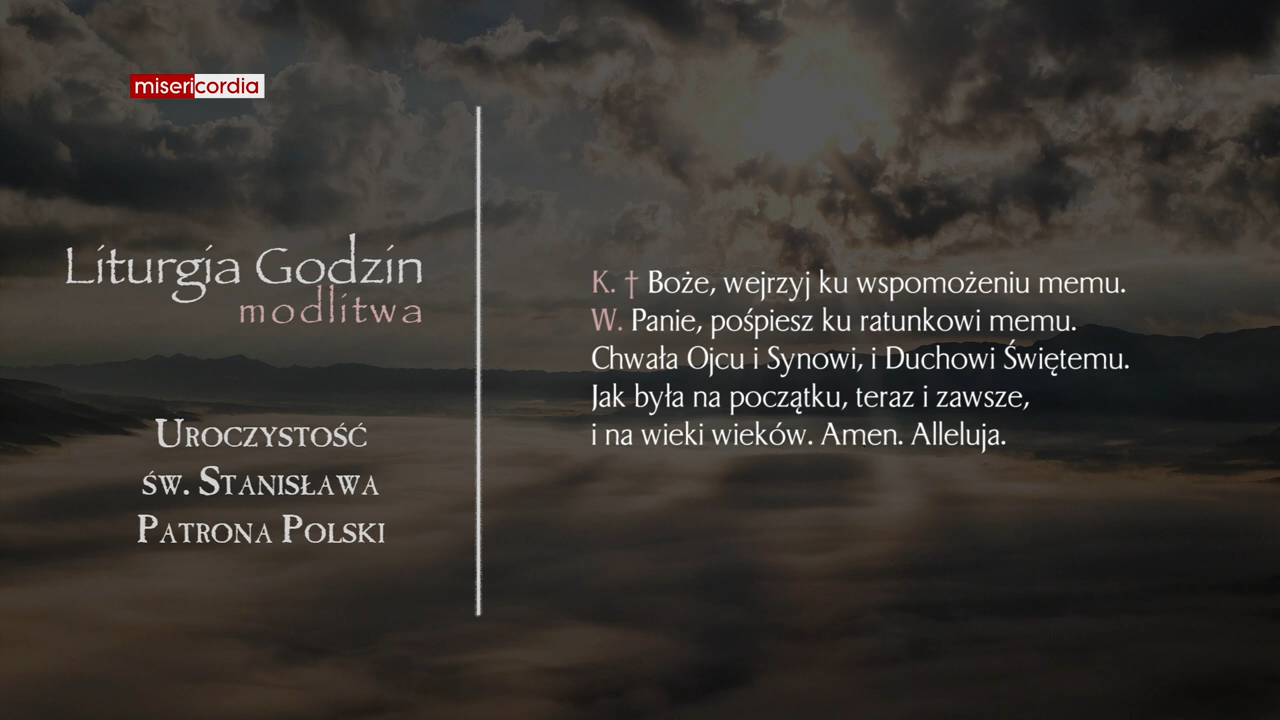 misericordia
Liturgia Godzin
modlitwa
Uroczystość
św. Stanisława
Patrona Polski
K. † Boże, wejrzyj ku wspomożeniu memu.
W. Panie, pośpiesz ku ratunkowi memu.
Chwała Ojcu i Synowi, i Duchowi Świętemu.
Jak była na początku, teraz i zawsze,
i na wieki wieków. Amen. Alleluja.